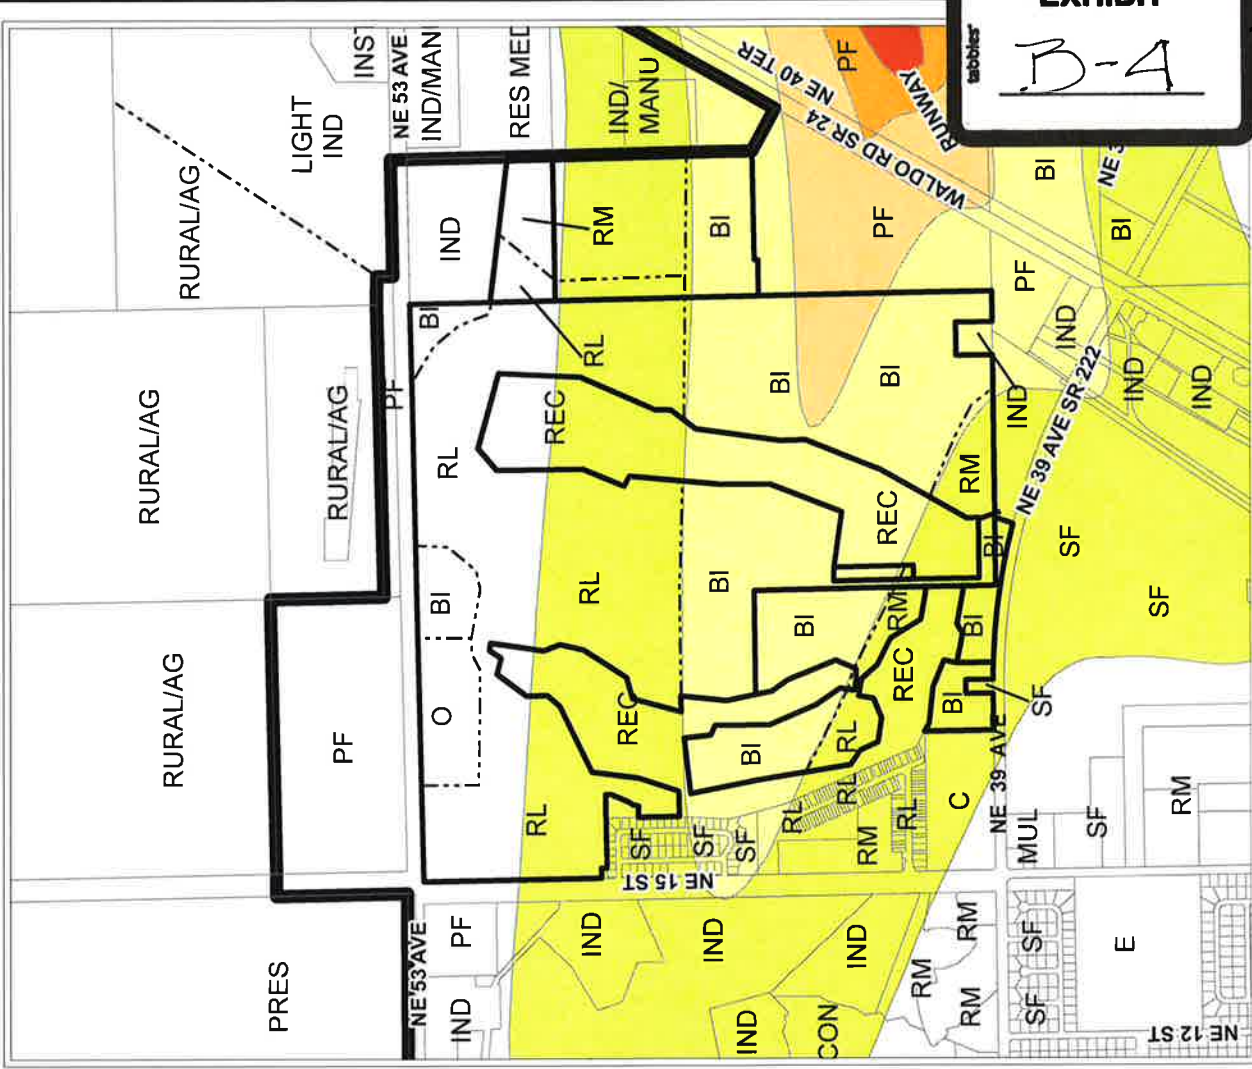 EXHIBIT
tabbies®
B-4
INST
NE 53 AVE
IND/MAN
RES MED
IND/
MANU
NE 40 TER
PF
RUNWAY
LIGHT
IND
RURAL/AG
IND
RM
BI
WALDO RD SR 24
PF
BI
NE 3
BI
PF
BI
RL
IND
IND
IND
IND
NE 39 AVE SR 222
RURAL/AG
RURAL/AG
PF
RL
REC
BI
BI
RM
REC
BI
SF
SF
RURAL/AG
PF
BI
O
RL
BI
BI
RM
REC
BI
BI
SF
REC
BI
RL
RL
SF
SF
SF
RL
RL
RM
RL
C
NE 39 AVE
MUL
SF
RM
NE 15 ST
PRES
NE 53 AVE
PF
IND
IND
IND
IND
IND
CON
RM
RM
RM
SF
SF
E
NE 12 ST